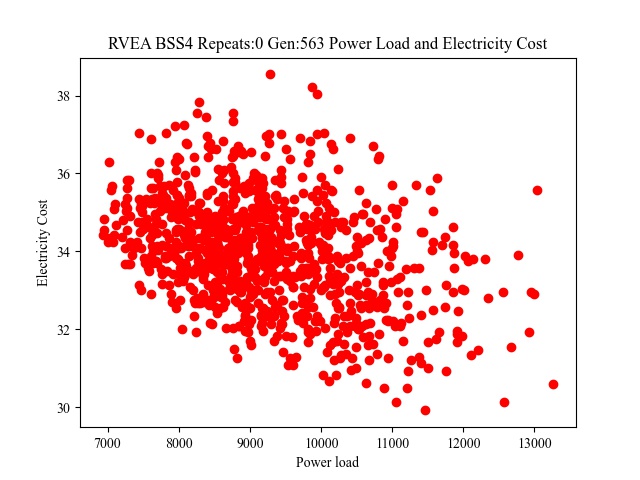 RVEA BSS4 Repeats:0 Gen:563 Power Load and Electricity Cost
Electricity Cost
38
36
34
32
30
7000 8000 9000 10000 11000 12000 13000
Power load